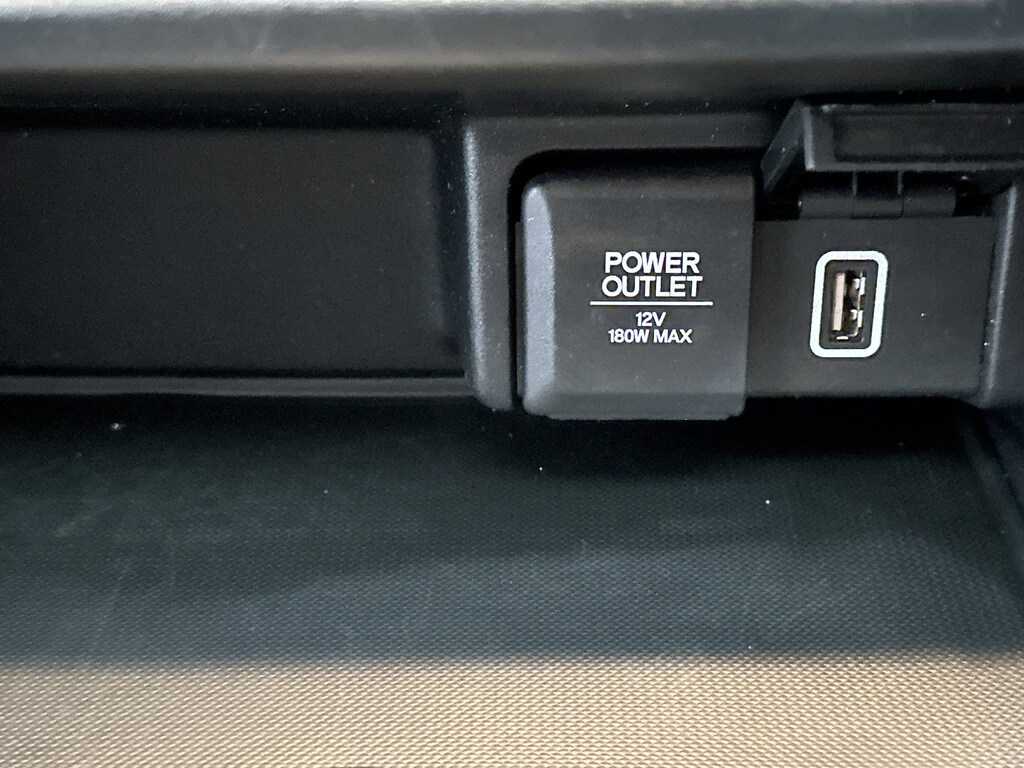 POWER
OUTLET
12V
180W MAX